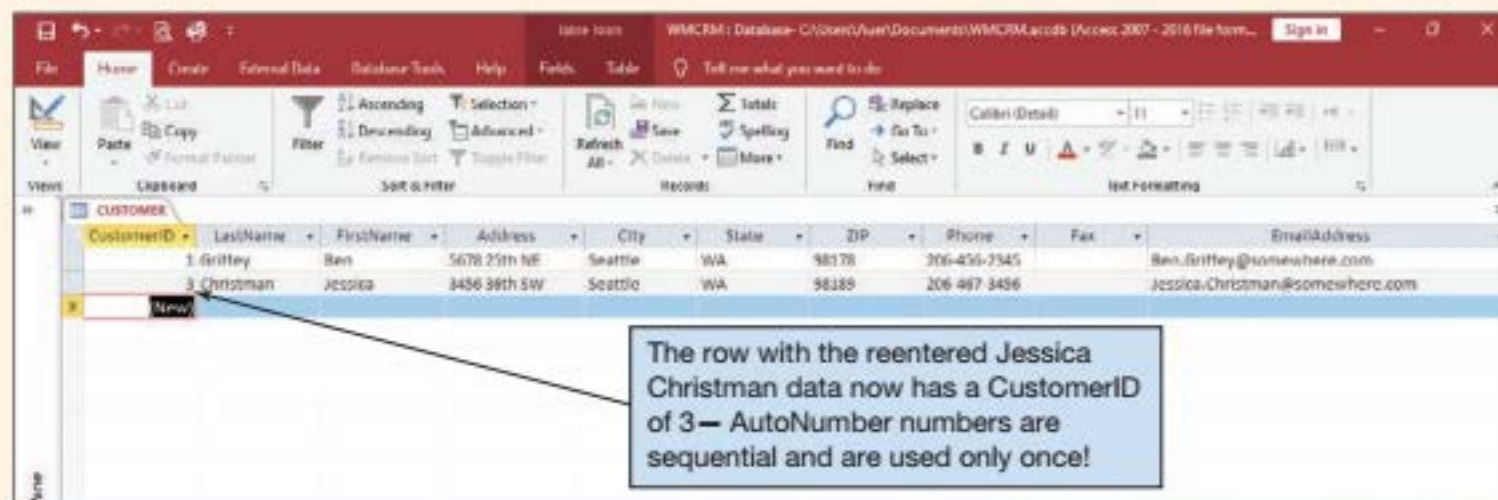 Table Tools WMCRM : Database- C:\Users\Auer\Documents\WMCRM.accdb (Access 2007 - 2016 file form... Sign in
File Home Create External Data Database Tools Help Fields Table Tell me what you want to do
Cut Ascending Selection New Totals Replace Calibri (Detail) 11
Copy Descending Advanced Save Spelling Go To
View Paste Format Painter Filter Remove Sort Toggle Filter Refresh All Delete More Find Select B I U A
Views Clipboard Sort & Filter Records Find Text Formatting
CUSTOMER
CustomerID LastName FirstName Address City State ZIP Phone Fax EmailAddress
1 Griffey Ben 5678 25th NE Seattle WA 98178 206-456-2345 Ben.Griffey@somewhere.com
3 Christman Jessica 3456 36th SW Seattle WA 98189 206-467-3456 Jessica.Christman@somewhere.com
(New)
The row with the reentered Jessica
Christman data now has a CustomerID
of 3— AutoNumber numbers are
sequential and are used only once!